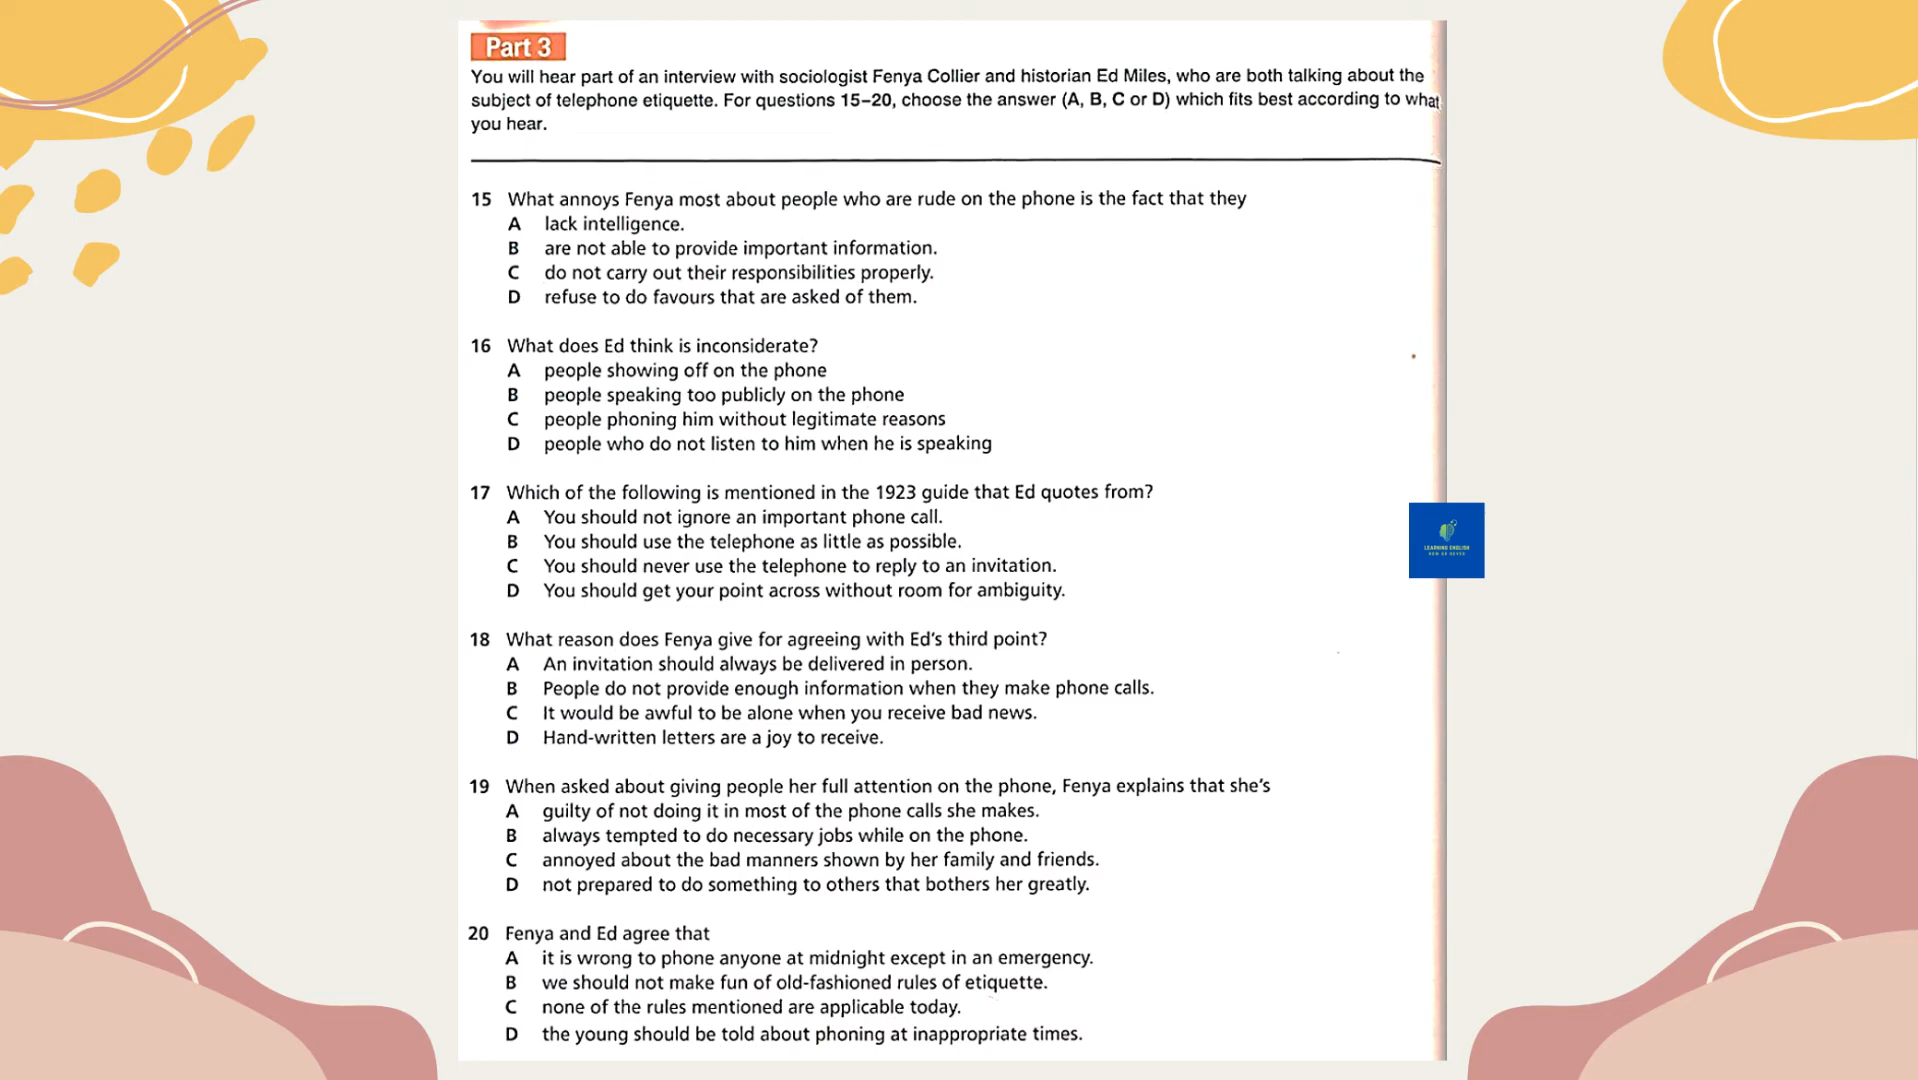 Part 3
You will hear part of an interview with sociologist Fenya Collier and historian Ed Miles, who are both talking about the
subject of telephone etiquette. For questions 15–20, choose the answer (A, B, C or D) which fits best according to what
you hear.
15 What annoys Fenya most about people who are rude on the phone is the fact that they
A lack intelligence.
B are not able to provide important information.
C do not carry out their responsibilities properly.
D refuse to do favours that are asked of them.
16 What does Ed think is inconsiderate?
A people showing off on the phone
B people speaking too publicly on the phone
C people phoning him without legitimate reasons
D people who do not listen to him when he is speaking
17 Which of the following is mentioned in the 1923 guide that Ed quotes from?
A You should not ignore an important phone call.
B You should use the telephone as little as possible.
C You should never use the telephone to reply to an invitation.
D You should get your point across without room for ambiguity.
LEARNING ENGLISH
NOW OR NEVER
18 What reason does Fenya give for agreeing with Ed's third point?
A An invitation should always be delivered in person.
B People do not provide enough information when they make phone calls.
C It would be awful to be alone when you receive bad news.
D Hand-written letters are a joy to receive.
19 When asked about giving people her full attention on the phone, Fenya explains that she's
A guilty of not doing it in most of the phone calls she makes.
B always tempted to do necessary jobs while on the phone.
C annoyed about the bad manners shown by her family and friends.
D not prepared to do something to others that bothers her greatly.
20 Fenya and Ed agree that
A it is wrong to phone anyone at midnight except in an emergency.
B we should not make fun of old-fashioned rules of etiquette.
C none of the rules mentioned are applicable today.
D the young should be told about phoning at inappropriate times.